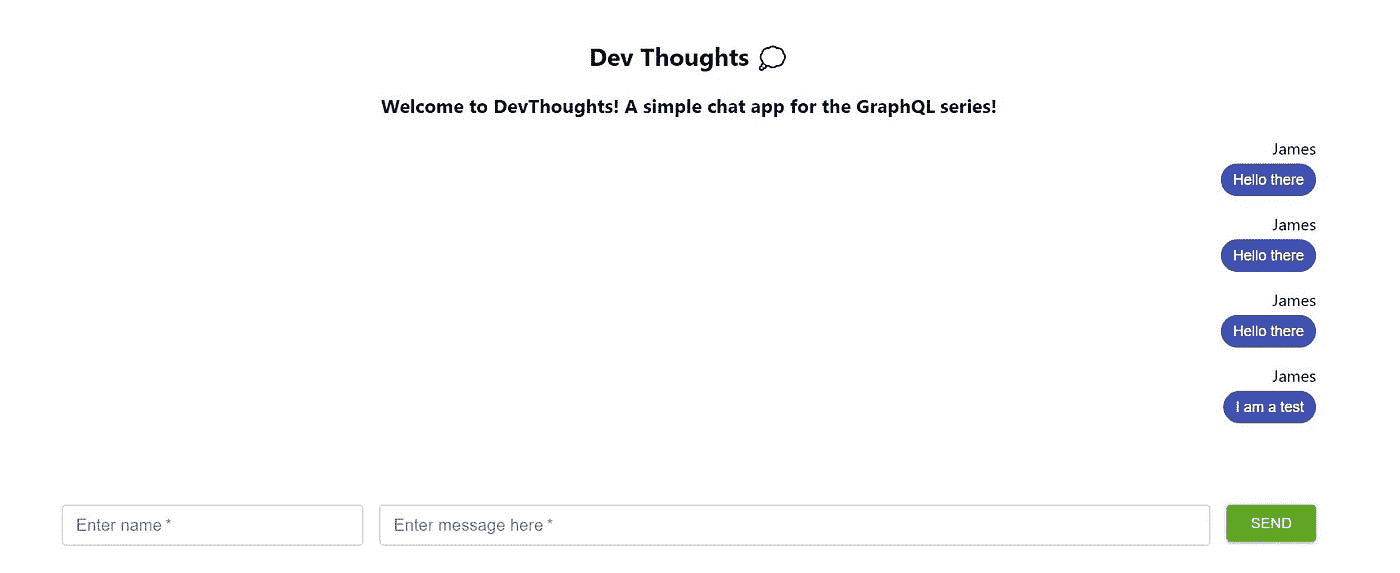 Dev Thoughts 💭
Welcome to DevThoughts! A simple chat app for the GraphQL series!
James
Hello there
James
Hello there
James
Hello there
James
I am a test
Enter name *
Enter message here *
SEND